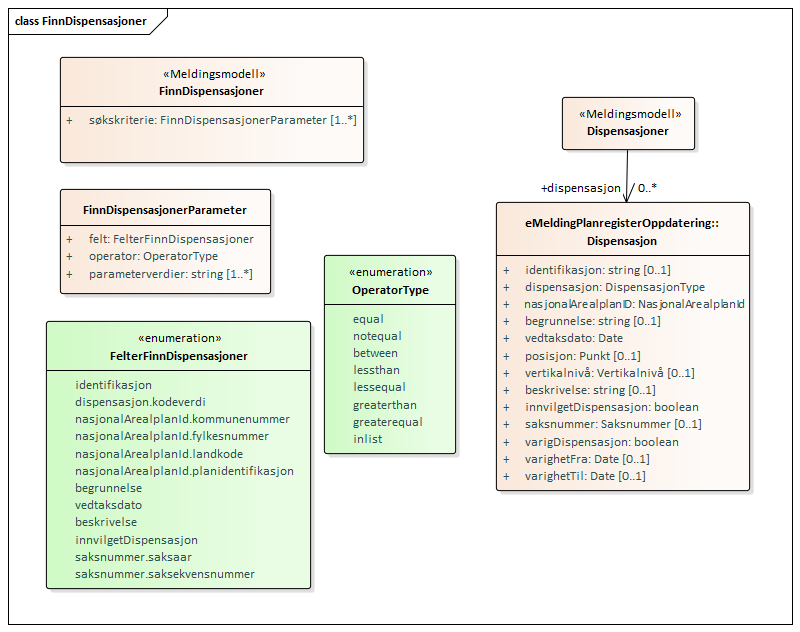 class FinnDispensasjoner
«Meldingsmodell»
FinnDispensasjoner
+ søkskriterie: FinnDispensasjonerParameter [1..*]
FinnDispensasjonerParameter
+ felt: FelterFinnDispensasjoner
+ operator: OperatorType
+ parameterverdier: string [1..*]
«enumeration»
FelterFinnDispensasjoner
identifikasjon
dispensasjon.kodeverdi
nasjonalArealplanId.kommunenummer
nasjonalArealplanId.fylkesnummer
nasjonalArealplanId.landkode
nasjonalArealplanId.planidentifikasjon
begrunnelse
vedtaksdato
beskrivelse
innvilgetDispensasjon
saksnummer.saksaar
saksnummer.saksekvensnummer
«enumeration»
OperatorType
equal
notequal
between
lessthan
lessequal
greaterthan
greaterequal
inlist
«Meldingsmodell»
Dispensasjoner
+dispensasjon 0..*
eMeldingPlanregisterOppdatering::
Dispensasjon
+ identifikasjon: string [0..1]
+ dispensasjon: DispensasjonType
+ nasjonalArealplanID: NasjonalArealplanId
+ begrunnelse: string [0..1]
+ vedtaksdato: Date
+ posisjon: Punkt [0..1]
+ vertikalnivå: Vertikalnivå [0..1]
+ beskrivelse: string [0..1]
+ innvilgetDispensasjon: boolean
+ saksnummer: Saksnummer [0..1]
+ varigDispensasjon: boolean
+ varighetFra: Date [0..1]
+ varighetTil: Date [0..1]